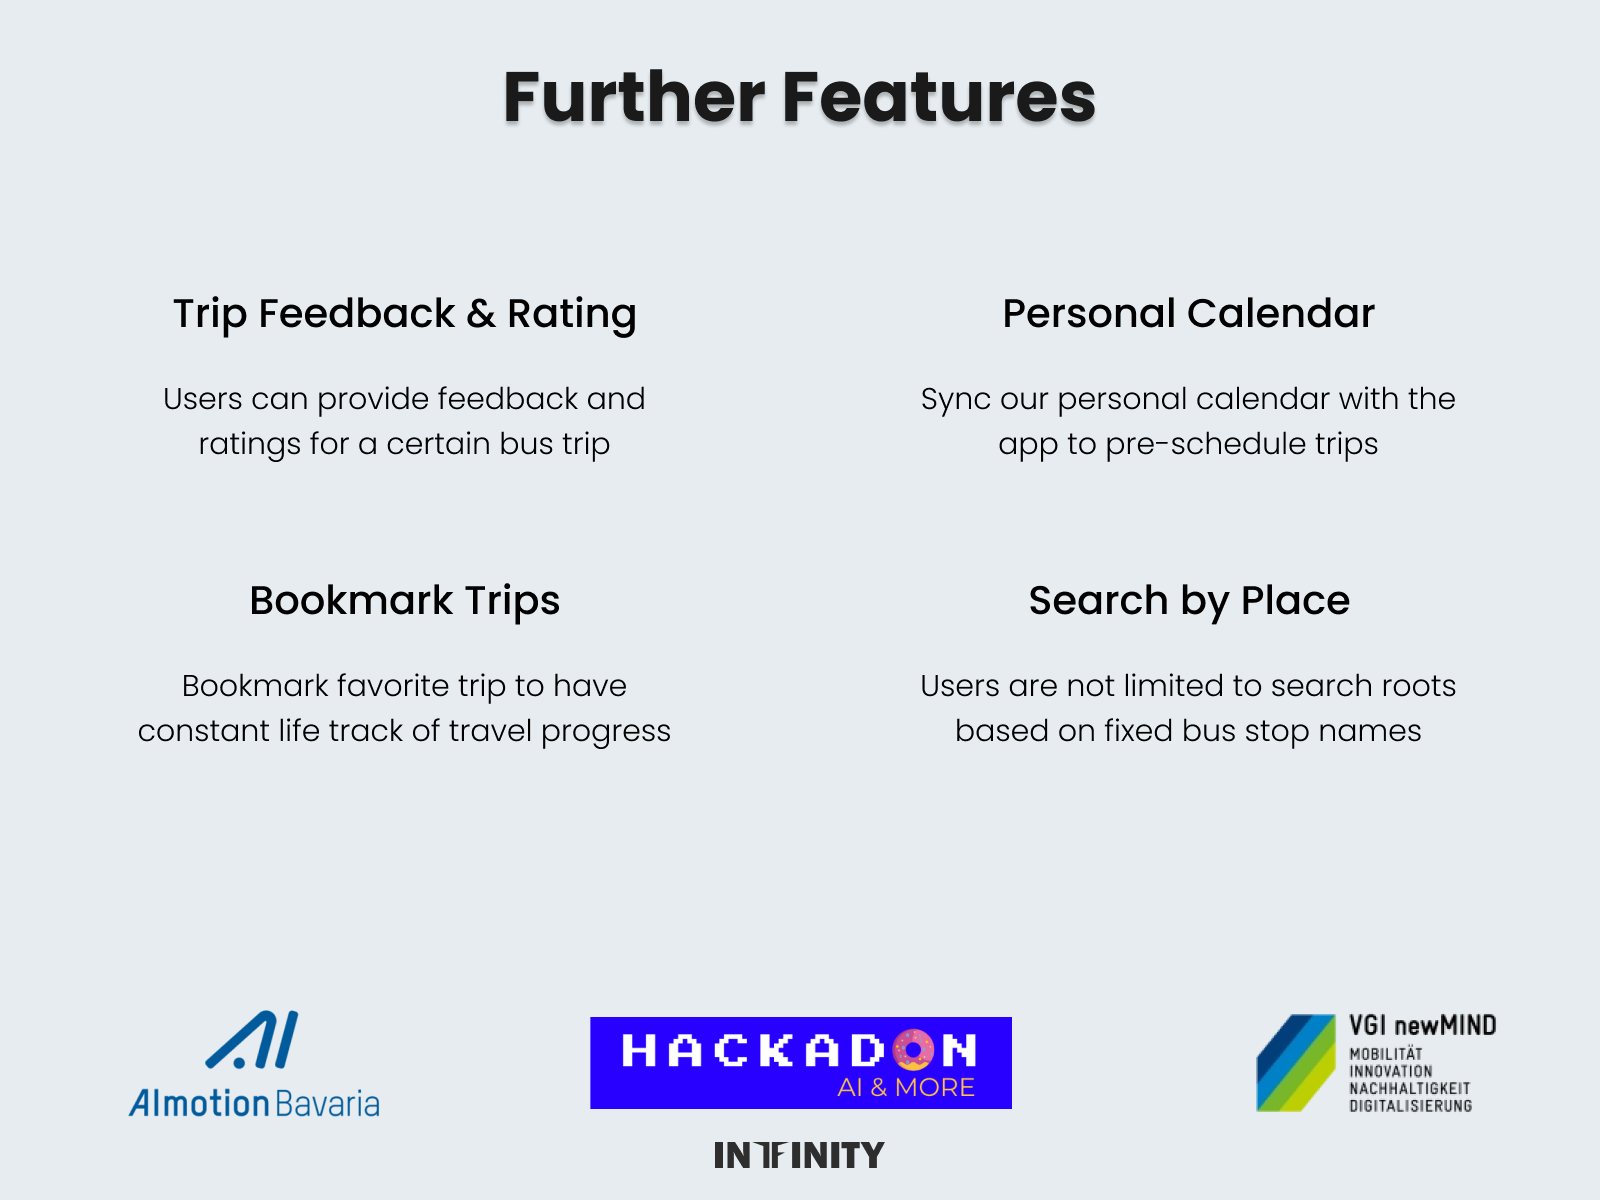 Further Features
Trip Feedback & Rating
Users can provide feedback and
ratings for a certain bus trip
Personal Calendar
Sync our personal calendar with the
app to pre-schedule trips
Bookmark Trips
Bookmark favorite trip to have
constant life track of travel progress
Search by Place
Users are not limited to search roots
based on fixed bus stop names
AI
AImotion Bavaria
HACKADON
AI & MORE
VGI newMIND
MOBILITÄT
INNOVATION
NACHHALTIGKEIT
DIGITALISIERUNG
INTFINITY